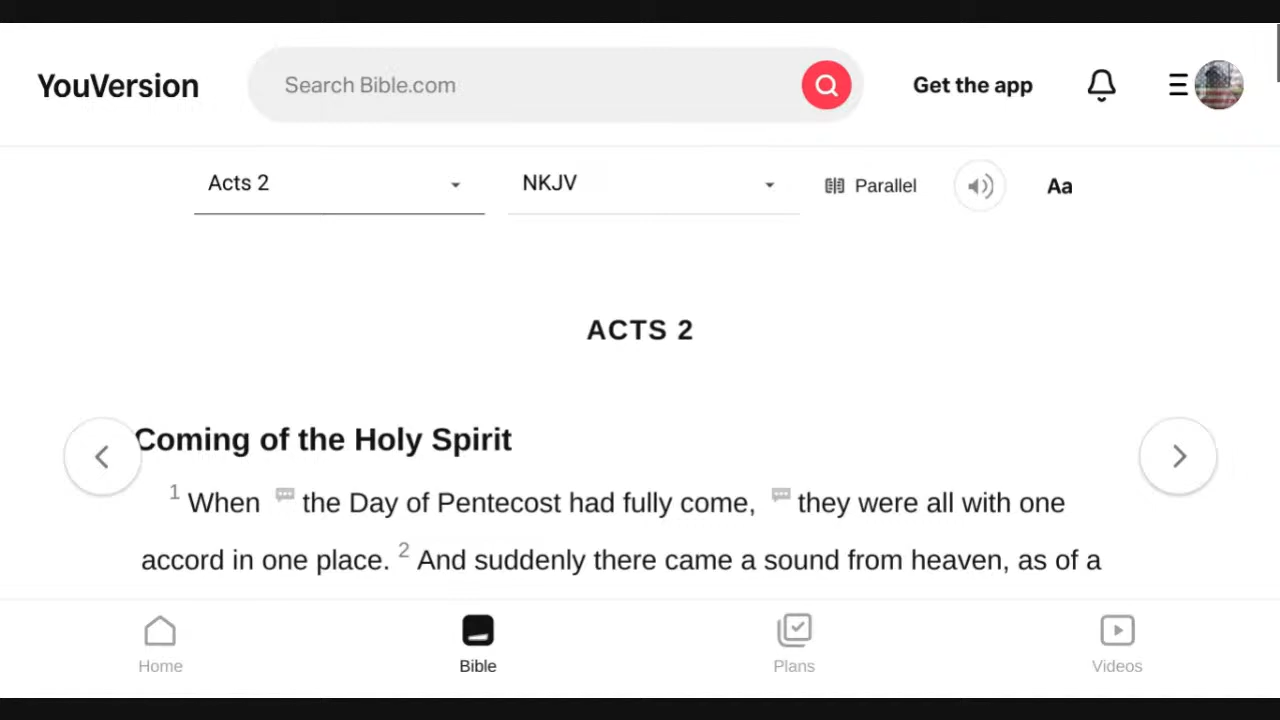 YouVersion Search Bible.com Get the app
Acts 2 NKJV Parallel Aa
ACTS 2
Coming of the Holy Spirit
1 When the Day of Pentecost had fully come, they were all with one
accord in one place. 2 And suddenly there came a sound from heaven, as of a
Home Bible Plans Videos